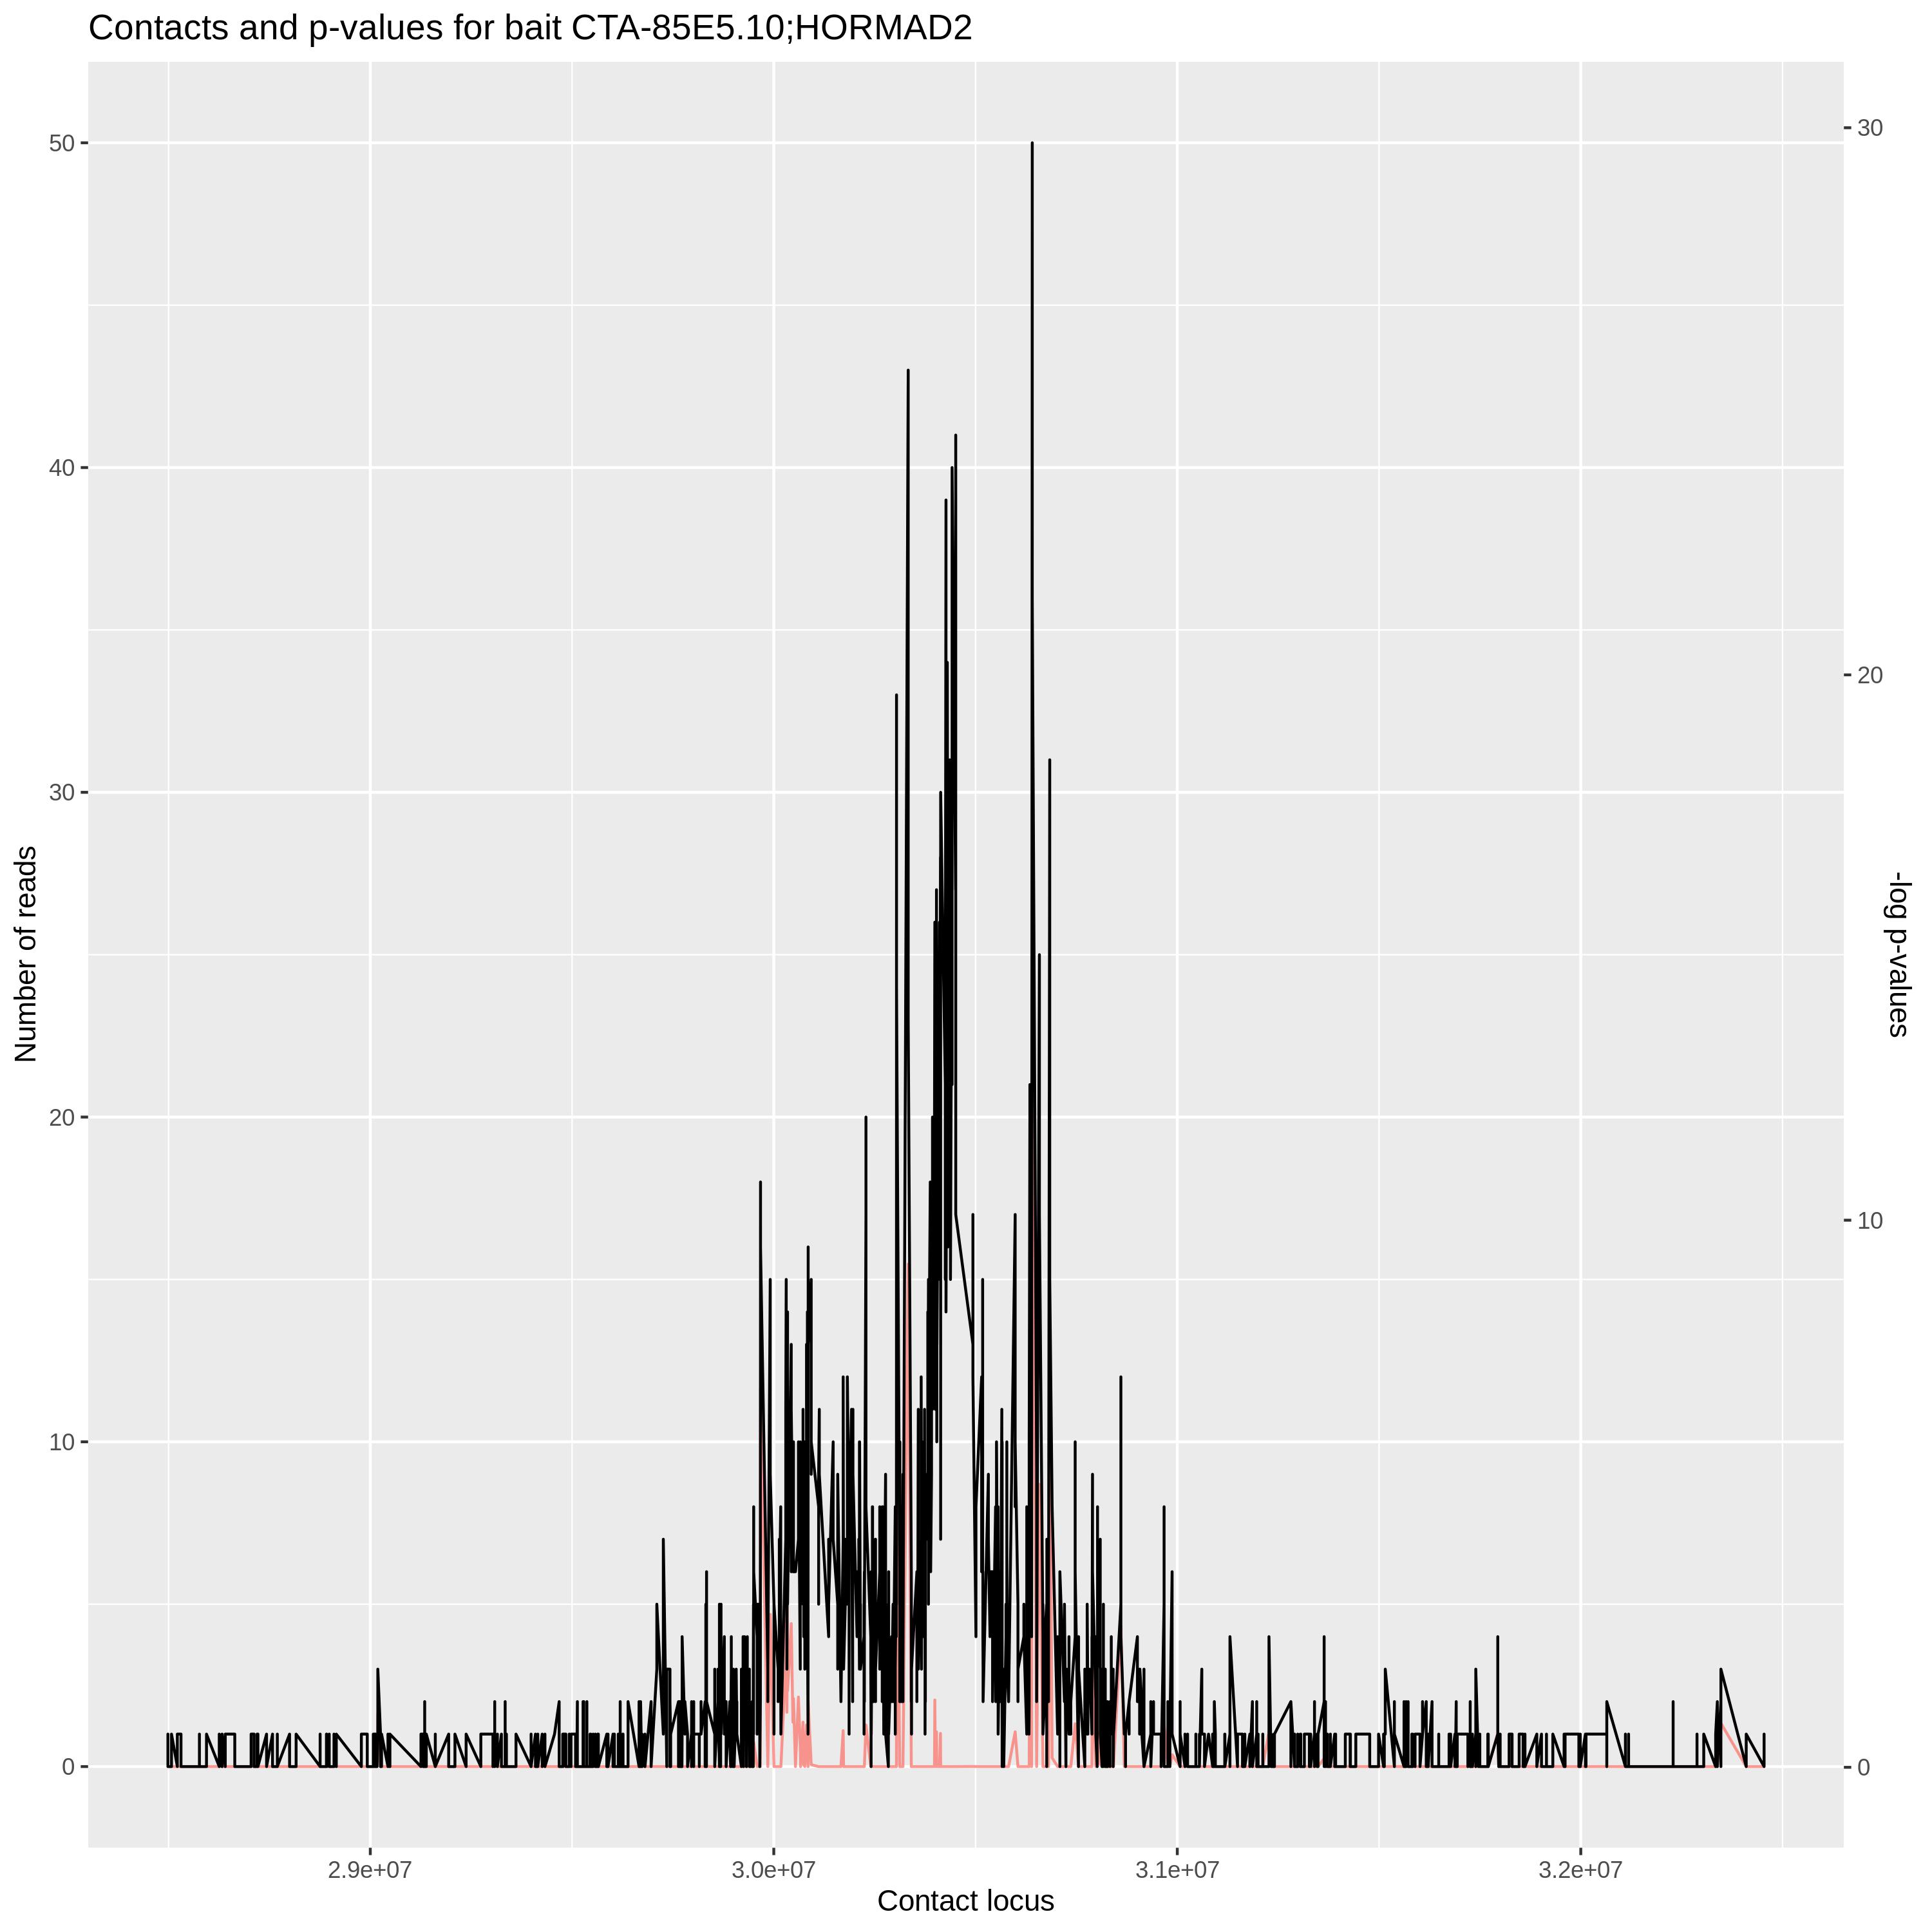 Contacts and p-values for bait CTA-85E5.10;HORMAD2
50
40
30
20
10
0
Number of reads
30
20
10
0
-log p-values
2.9e+07 3.0e+07 3.1e+07 3.2e+07
Contact locus